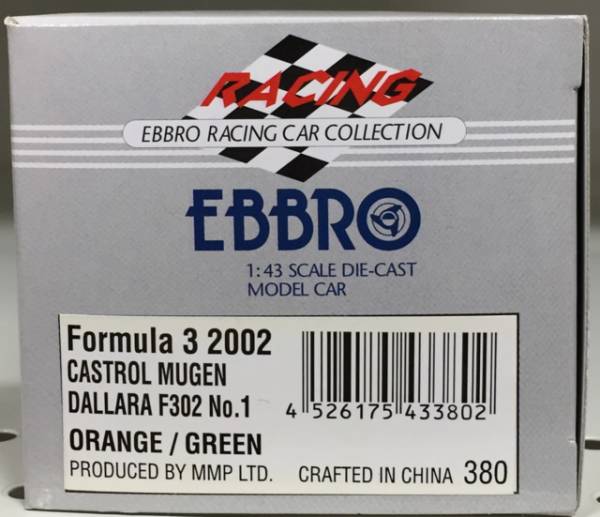 RACING
EBBRO RACING CAR COLLECTION
EBBRO
1:43 SCALE DIE-CAST
MODEL CAR
Formula 3 2002
CASTROL MUGEN
DALLARA F302 No.1
4 526175 433802
ORANGE / GREEN
PRODUCED BY MMP LTD. CRAFTED IN CHINA 380